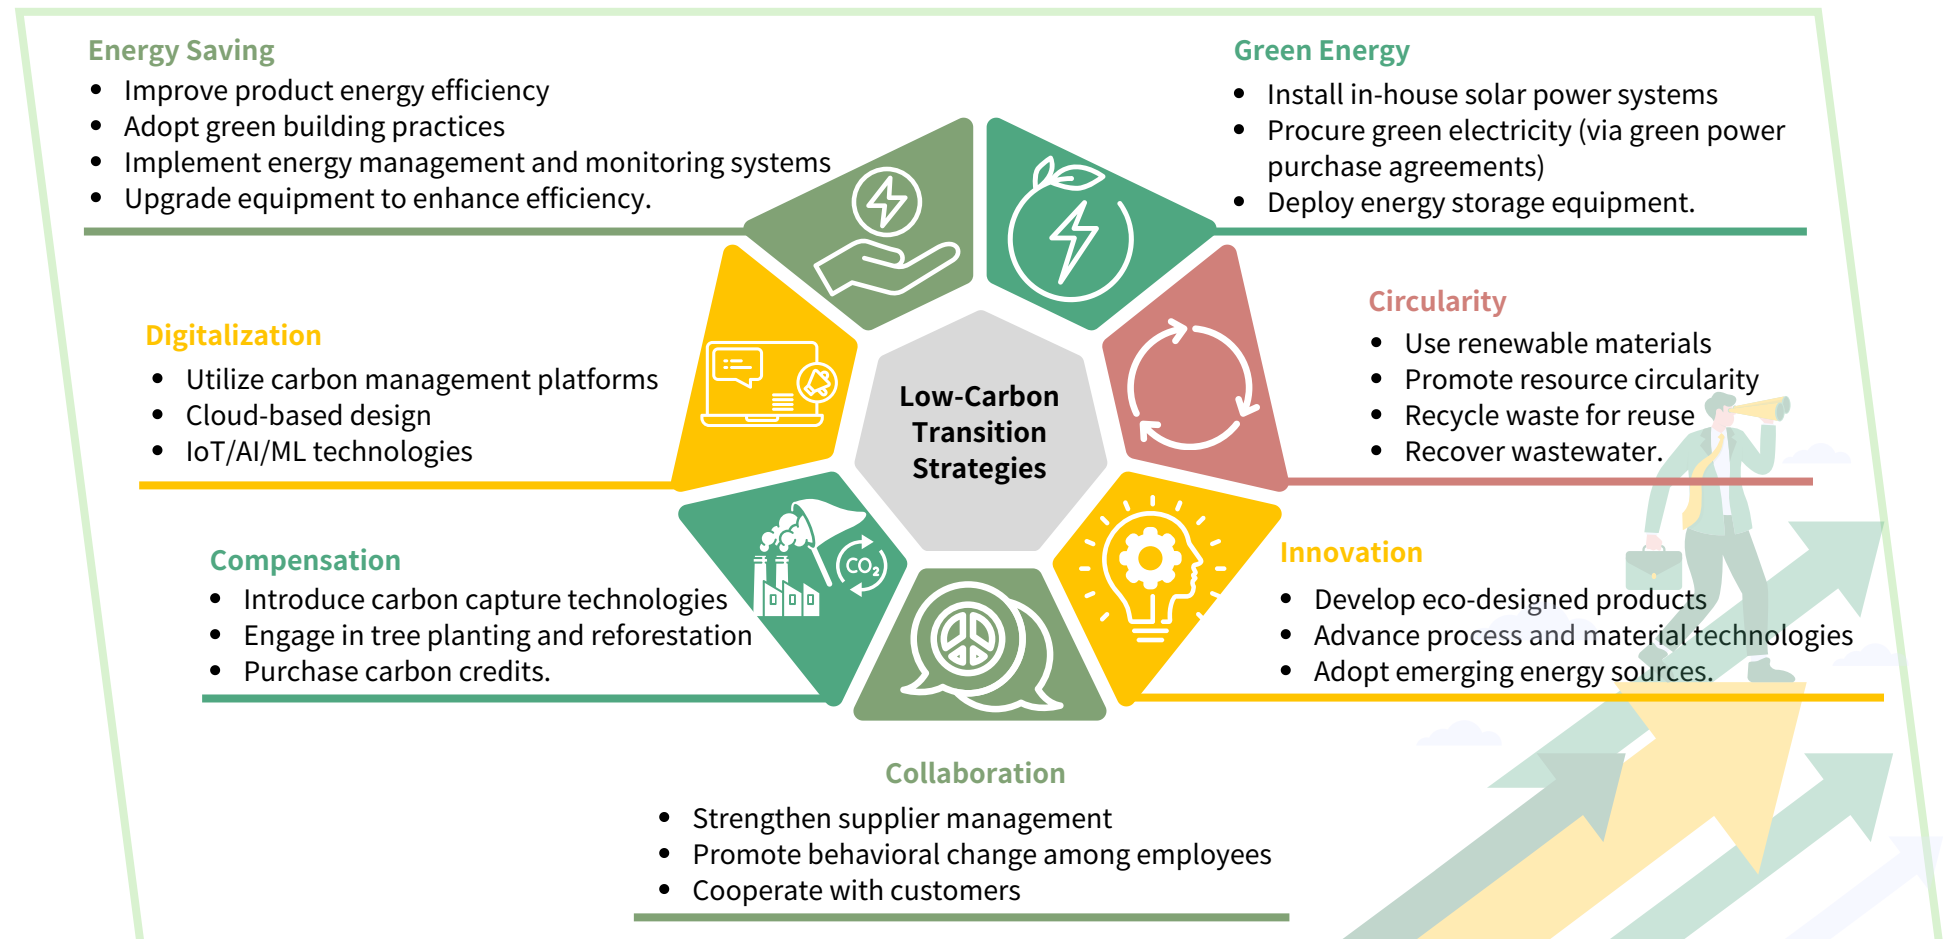 Energy Saving
• Improve product energy efficiency
• Adopt green building practices
• Implement energy management and monitoring systems
• Upgrade equipment to enhance efficiency.
Green Energy
• Install in-house solar power systems
• Procure green electricity (via green power
purchase agreements)
• Deploy energy storage equipment.
Digitalization
• Utilize carbon management platforms
• Cloud-based design
• IoT/AI/ML technologies
Low-Carbon
Transition
Strategies
Circularity
• Use renewable materials
• Promote resource circularity
• Recycle waste for reuse
• Recover wastewater.
Compensation
• Introduce carbon capture technologies
• Engage in tree planting and reforestation
• Purchase carbon credits.
CO2
Innovation
• Develop eco-designed products
• Advance process and material technologies
• Adopt emerging energy sources.
Collaboration
• Strengthen supplier management
• Promote behavioral change among employees
• Cooperate with customers